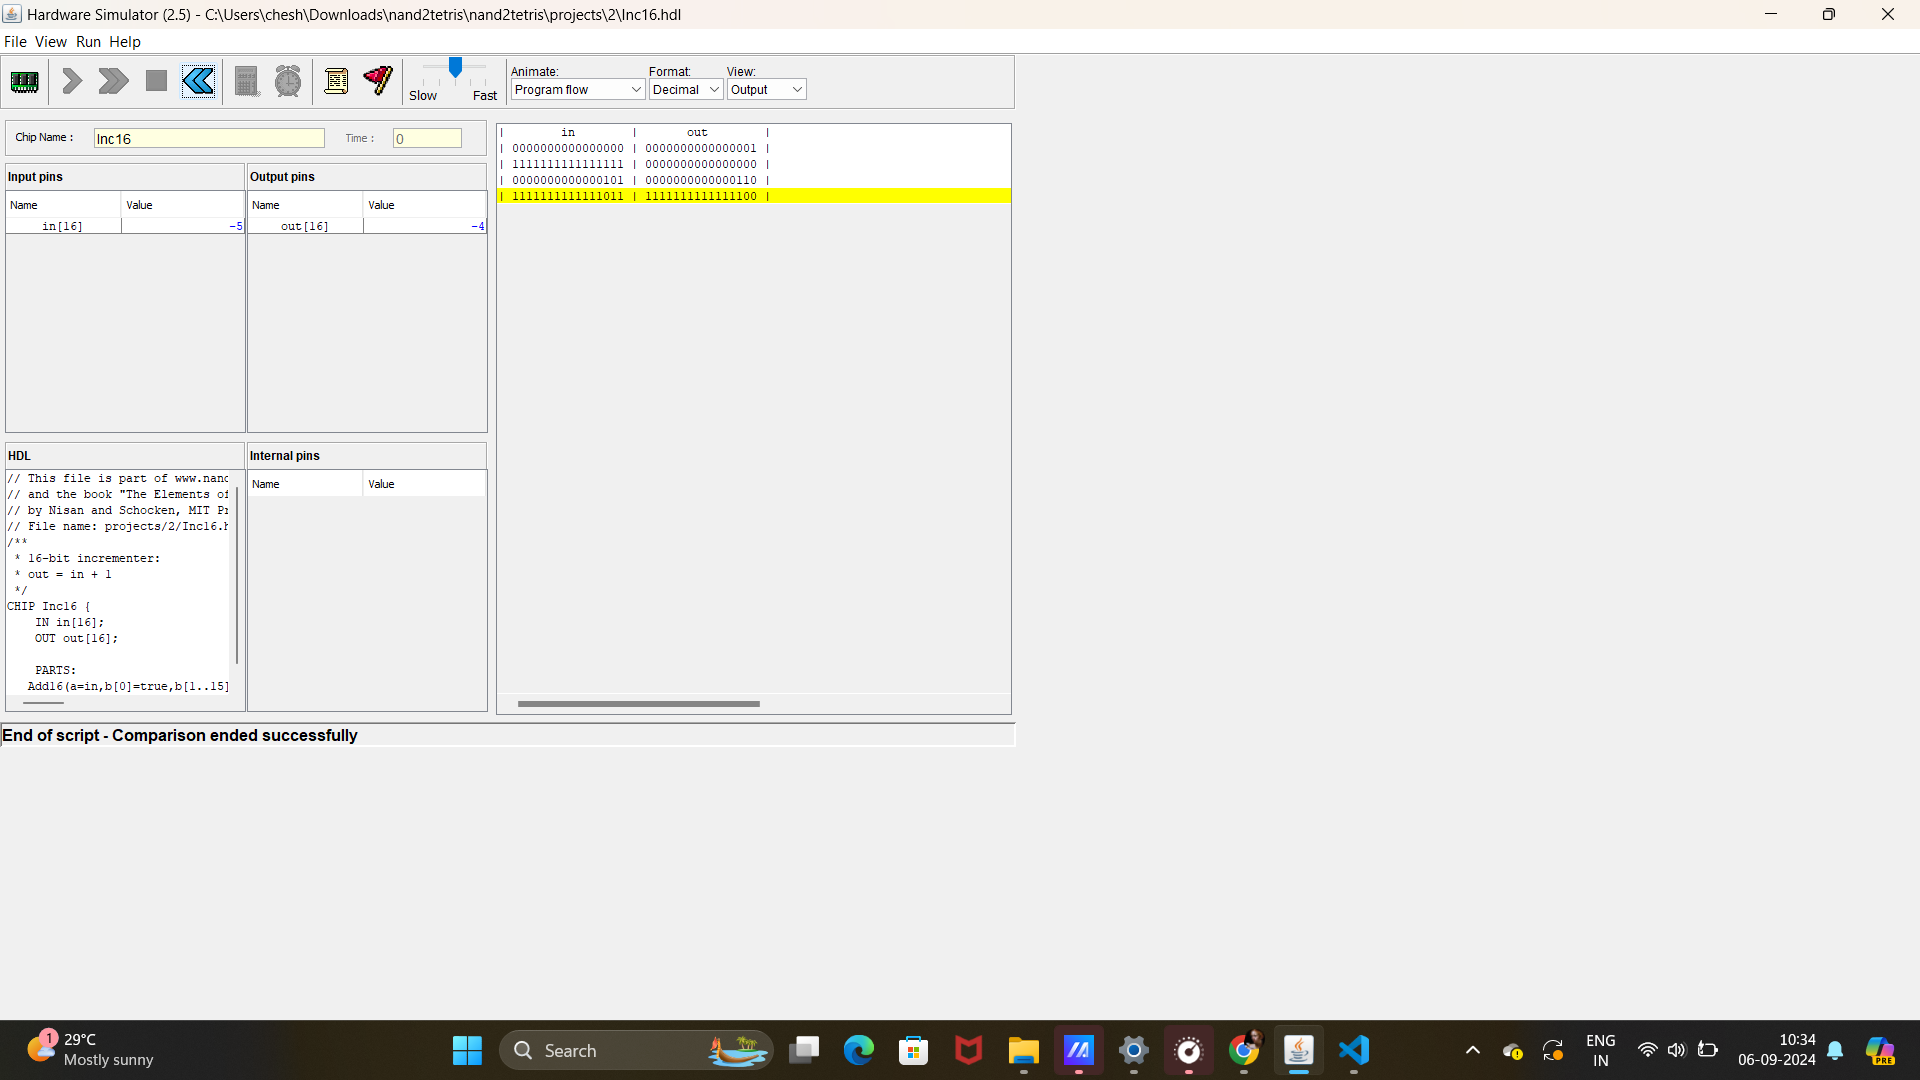 Hardware Simulator (2.5) - C:\Users\chesh\Downloads\nand2tetris\nand2tetris\projects\2\Inc16.hdl
File View Run Help
Slow Fast
Animate: Format: View:
Program flow Decimal Output
Chip Name : Inc16 Time : 0
Input pins Output pins
Name Value Name Value
in[16] -5 out[16] -4
| in | out |
| 0000000000000000 | 0000000000000001 |
| 1111111111111111 | 0000000000000000 |
| 0000000000000101 | 0000000000000110 |
| 1111111111111011 | 1111111111111100 |
HDL Internal pins
Name Value
// This file is part of www.nand
// and the book "The Elements of
// by Nisan and Schocken, MIT Pr
// File name: projects/2/Inc16.h
/**
* 16-bit incrementer:
* out = in + 1
*/
CHIP Inc16 {
IN in[16];
OUT out[16];
PARTS:
Add16(a=in,b[0]=true,b[1..15]
End of script - Comparison ended successfully
1
29°C
Mostly sunny
Search
ENG
IN
10:34
06-09-2024
PRE